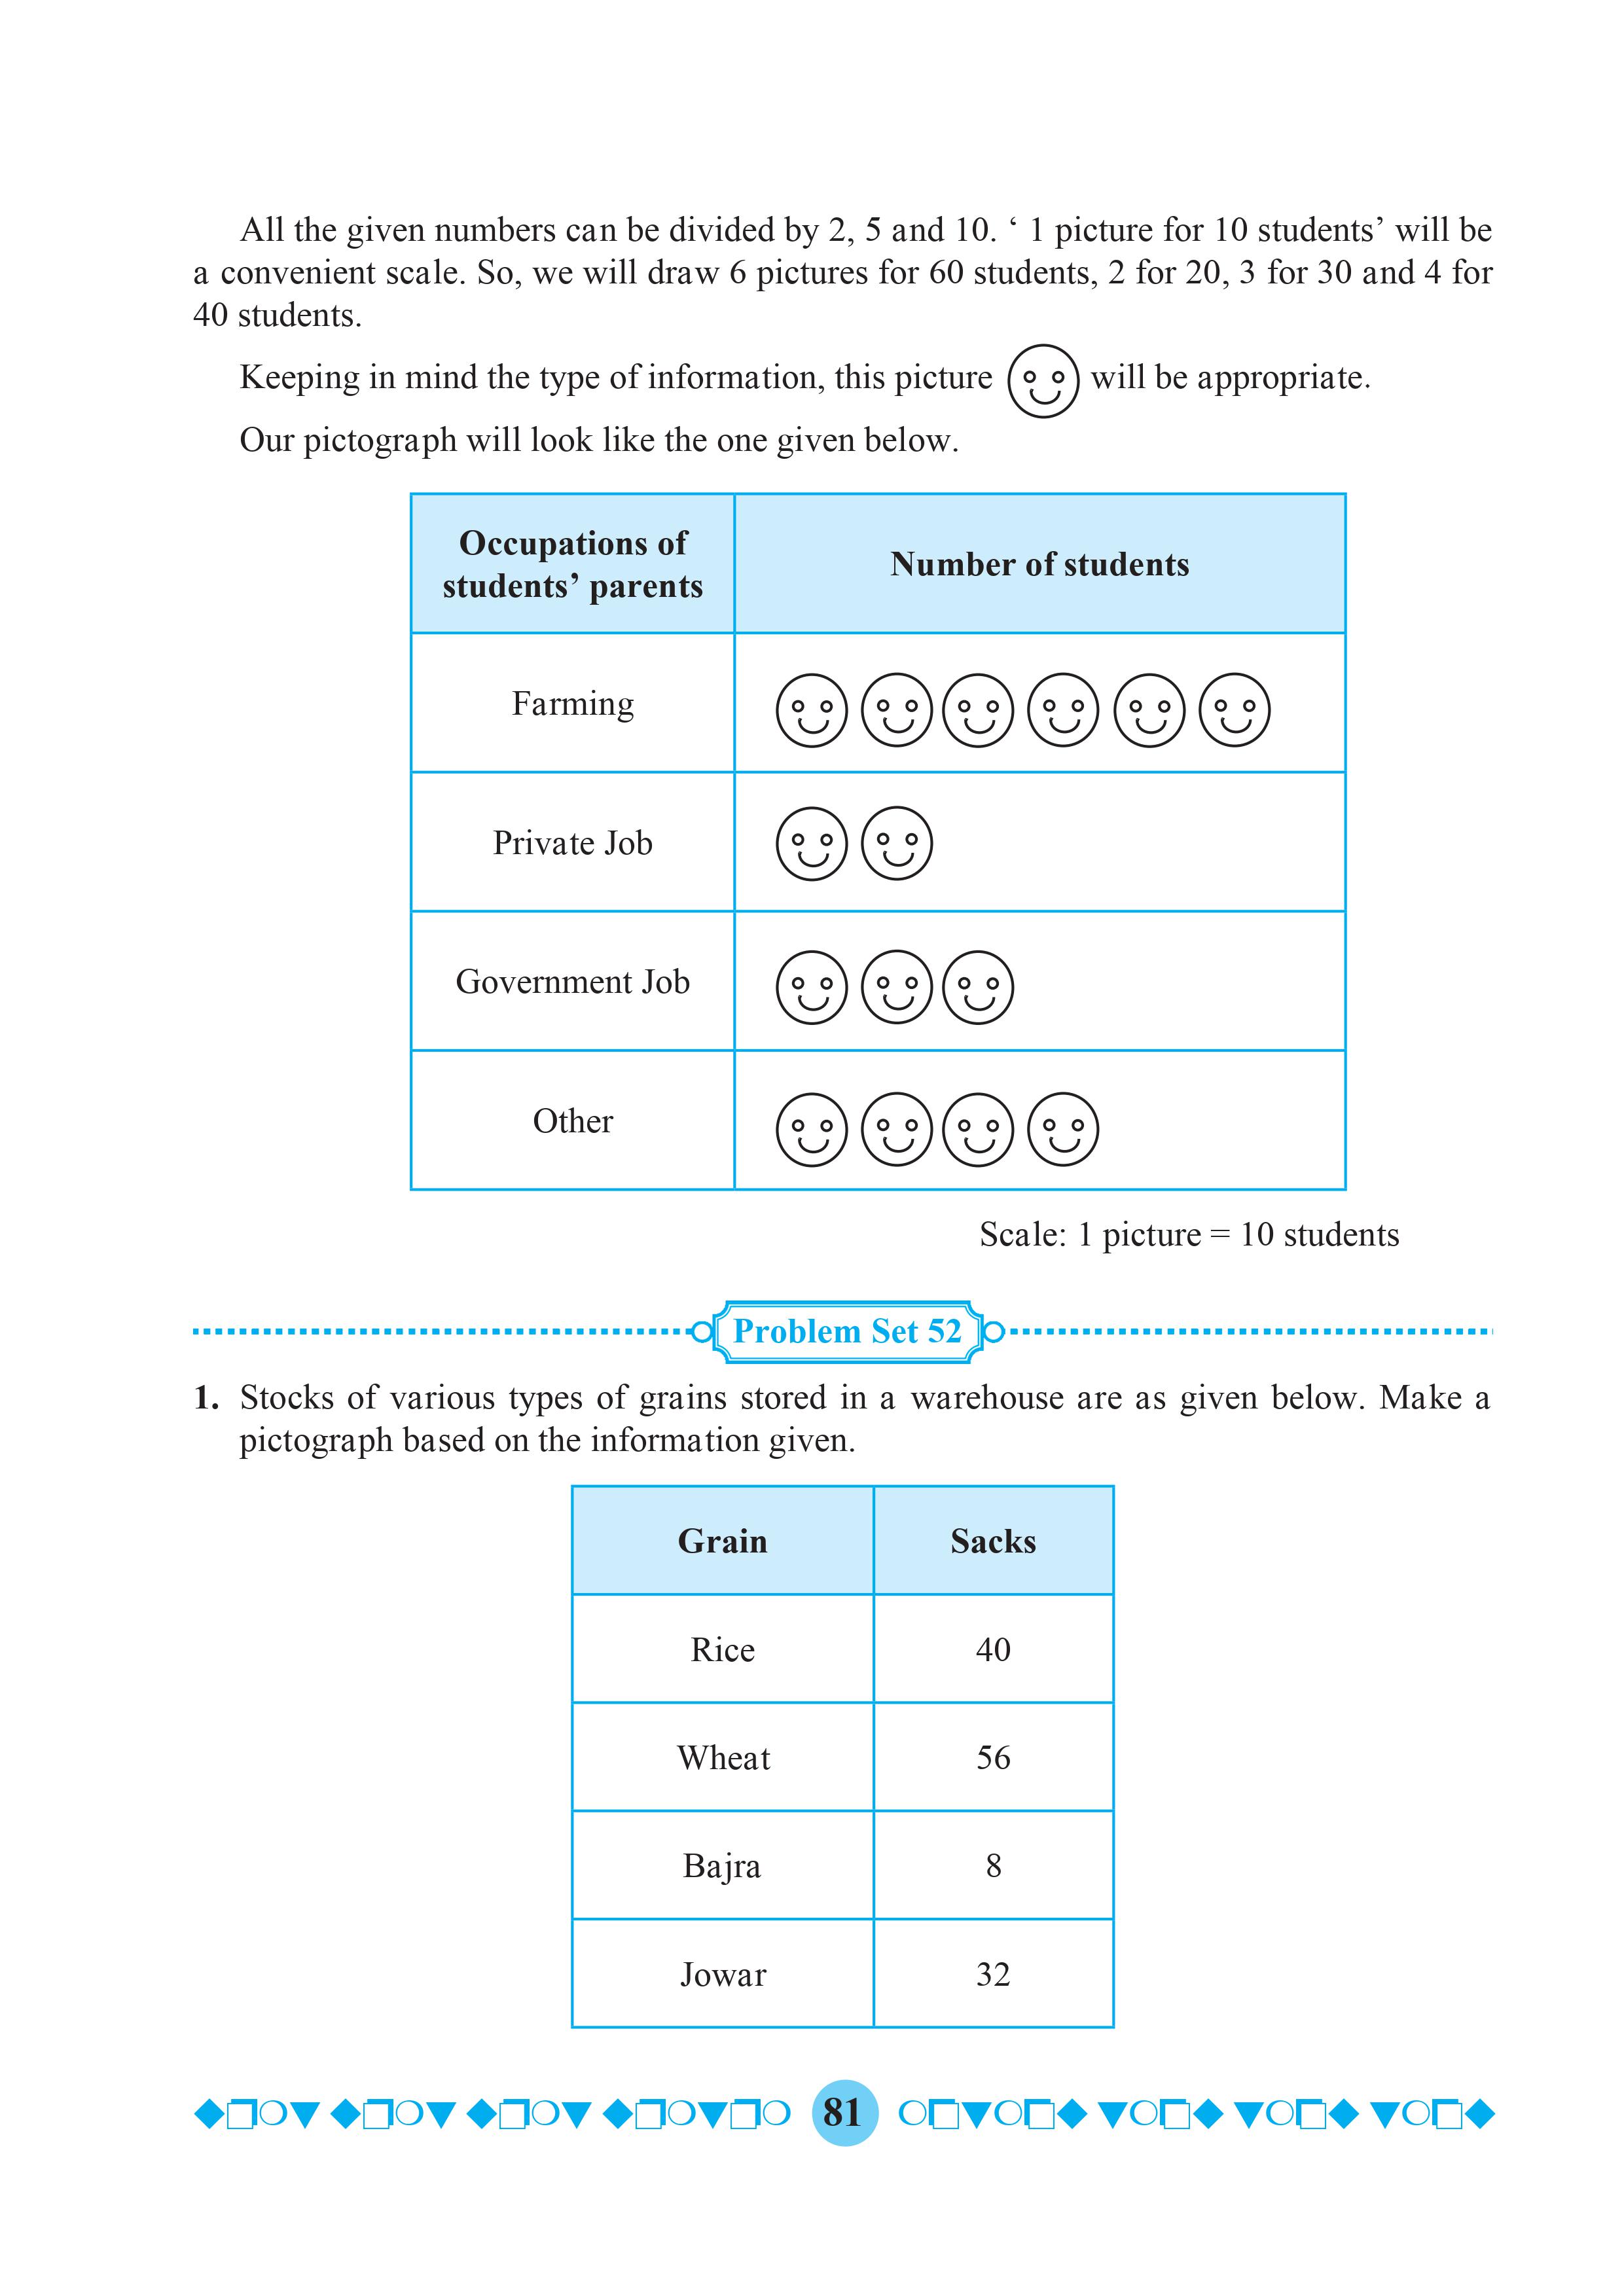 All the given numbers can be divided by 2, 5 and 10. ‘ 1 picture for 10 students’ will be
a convenient scale. So, we will draw 6 pictures for 60 students, 2 for 20, 3 for 30 and 4 for
40 students.
Keeping in mind the type of information, this picture will be appropriate.
Our pictograph will look like the one given below.
Occupations of
students’ parents
Number of students
Farming
Private Job
Government Job
Other
Scale: 1 picture = 10 students
Problem Set 52
1. Stocks of various types of grains stored in a warehouse are as given below. Make a
pictograph based on the information given.
Grain Sacks
Rice 40
Wheat 56
Bajra 8
Jowar 32
81